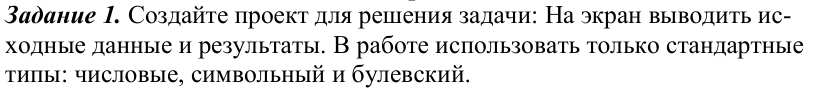 Задание 1. Создайте проект для решения задачи: На экран выводить ис-
ходные данные и результаты. В работе использовать только стандартные
типы: числовые, символьный и булевский.